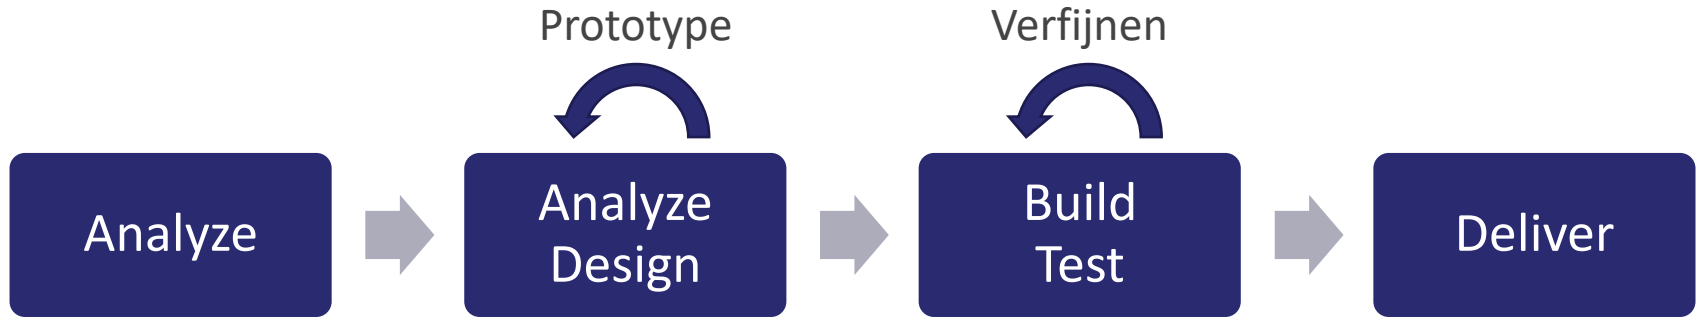 Prototype
Verfijnen
Analyze
Analyze
Design
Build
Test
Deliver